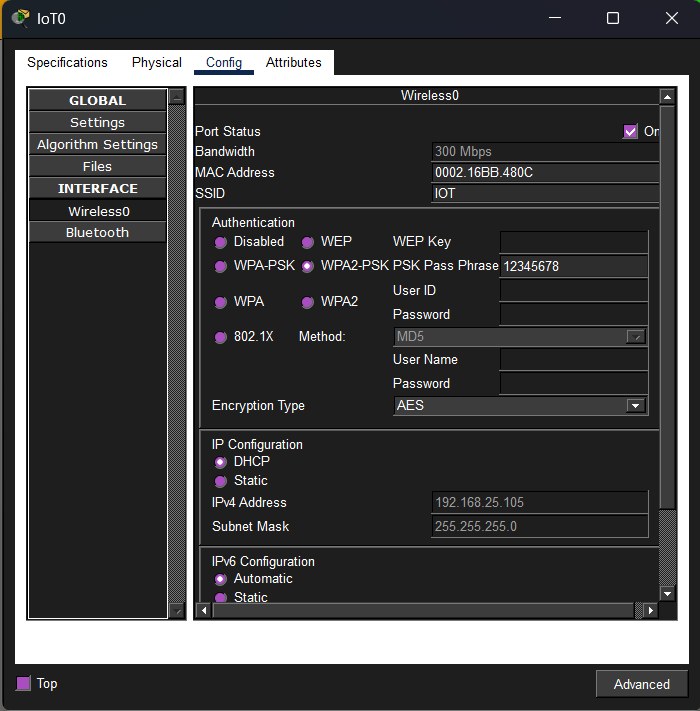 IoT0
Specifications Physical Config Attributes
GLOBAL
Settings
Algorithm Settings
Files
INTERFACE
Wireless0
Bluetooth
Wireless0
Port Status On
Bandwidth 300 Mbps
MAC Address 0002.16BB.480C
SSID IOT
Authentication
Disabled WEP WEP Key
WPA-PSK WPA2-PSK PSK Pass Phrase 12345678
User ID
WPA WPA2
Password
802.1X Method: MD5
User Name
Password
Encryption Type AES
IP Configuration
DHCP
Static
IPv4 Address 192.168.25.105
Subnet Mask 255.255.255.0
IPv6 Configuration
Automatic
Static
Top Advanced